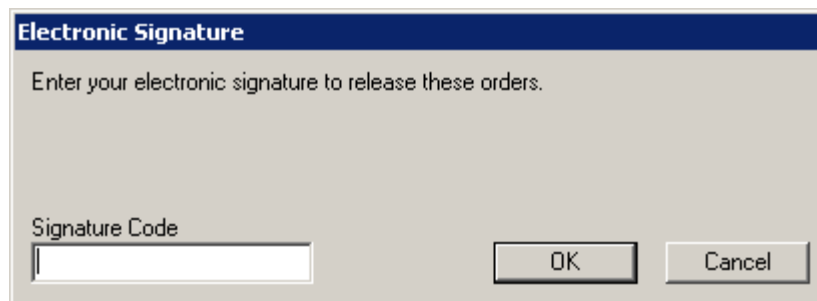 Electronic Signature
Enter your electronic signature to release these orders.
Signature Code
OK
Cancel